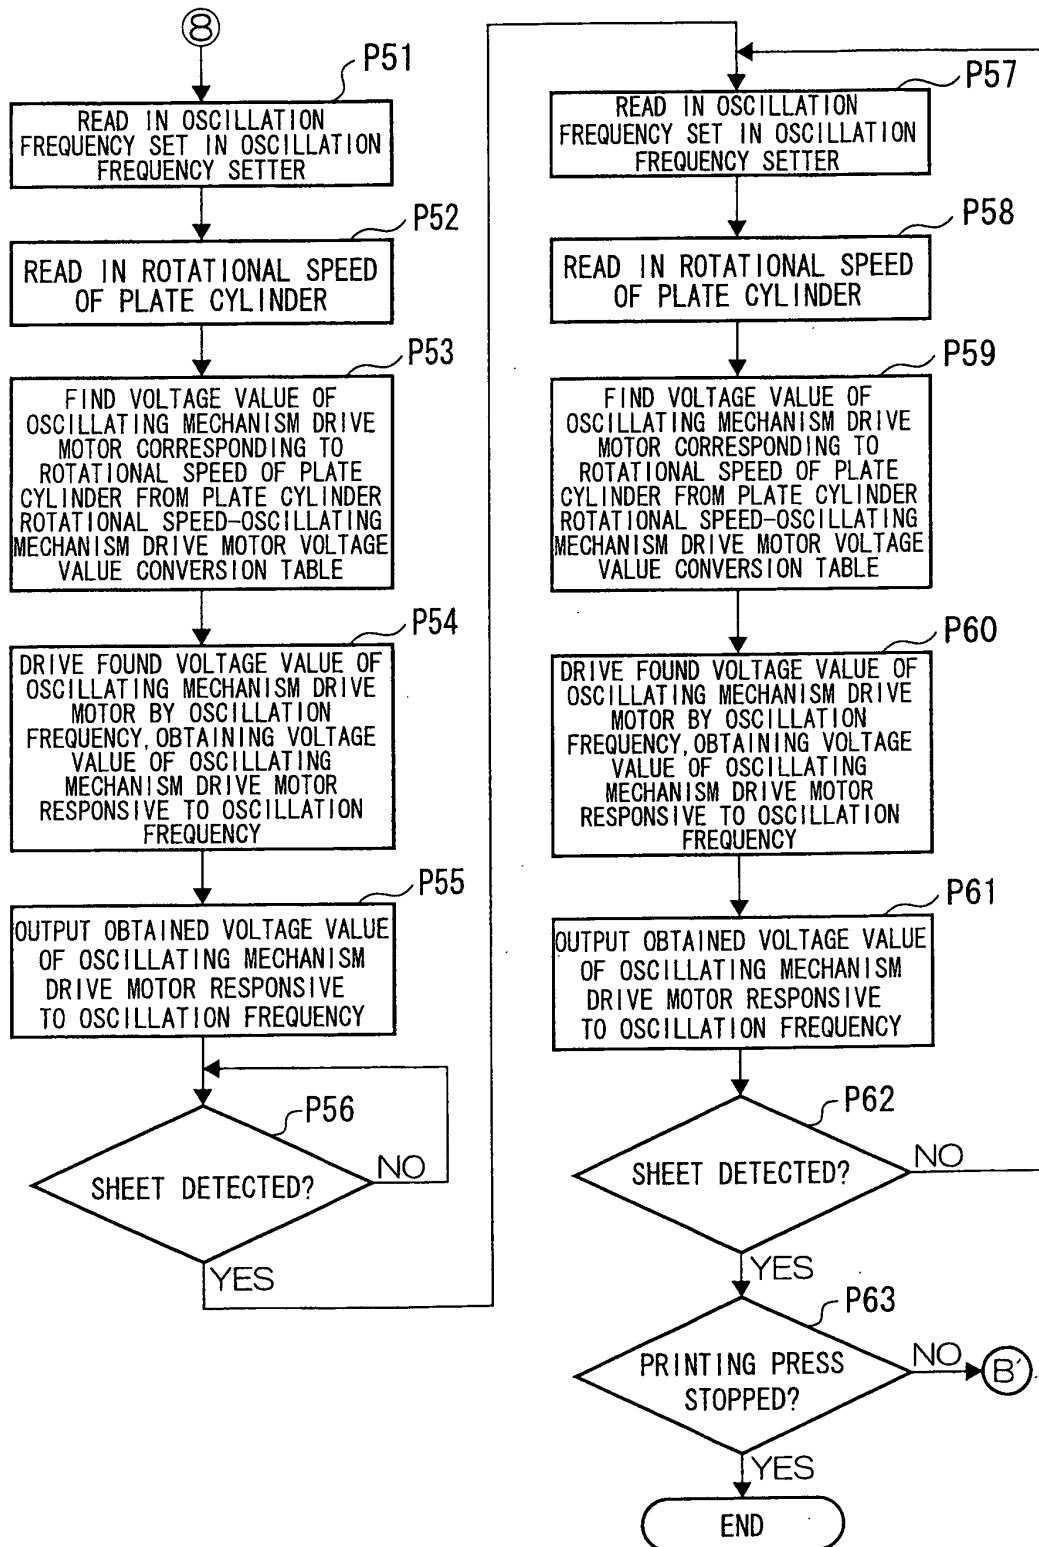 8
P51
READ IN OSCILLATION
FREQUENCY SET IN OSCILLATION
FREQUENCY SETTER
P52
READ IN ROTATIONAL SPEED
OF PLATE CYLINDER
P53
FIND VOLTAGE VALUE OF
OSCILLATING MECHANISM DRIVE
MOTOR CORRESPONDING TO
ROTATIONAL SPEED OF PLATE
CYLINDER FROM PLATE CYLINDER
ROTATIONAL SPEED-OSCILLATING
MECHANISM DRIVE MOTOR VOLTAGE
VALUE CONVERSION TABLE
P54
DRIVE FOUND VOLTAGE VALUE OF
OSCILLATING MECHANISM DRIVE
MOTOR BY OSCILLATION
FREQUENCY, OBTAINING VOLTAGE
VALUE OF OSCILLATING
MECHANISM DRIVE MOTOR
RESPONSIVE TO OSCILLATION
FREQUENCY
P55
OUTPUT OBTAINED VOLTAGE VALUE
OF OSCILLATING MECHANISM
DRIVE MOTOR RESPONSIVE
TO OSCILLATION FREQUENCY
P56
SHEET DETECTED?
NO
YES
P57
READ IN OSCILLATION
FREQUENCY SET IN OSCILLATION
FREQUENCY SETTER
P58
READ IN ROTATIONAL SPEED
OF PLATE CYLINDER
P59
FIND VOLTAGE VALUE OF
OSCILLATING MECHANISM DRIVE
MOTOR CORRESPONDING TO
ROTATIONAL SPEED OF PLATE
CYLINDER FROM PLATE CYLINDER
ROTATIONAL SPEED-OSCILLATING
MECHANISM DRIVE MOTOR VOLTAGE
VALUE CONVERSION TABLE
P60
DRIVE FOUND VOLTAGE VALUE OF
OSCILLATING MECHANISM DRIVE
MOTOR BY OSCILLATION
FREQUENCY, OBTAINING VOLTAGE
VALUE OF OSCILLATING
MECHANISM DRIVE MOTOR
RESPONSIVE TO OSCILLATION
FREQUENCY
P61
OUTPUT OBTAINED VOLTAGE VALUE
OF OSCILLATING MECHANISM
DRIVE MOTOR RESPONSIVE
TO OSCILLATION FREQUENCY
P62
SHEET DETECTED?
NO
YES
P63
PRINTING PRESS
STOPPED?
NO
B'
YES
END